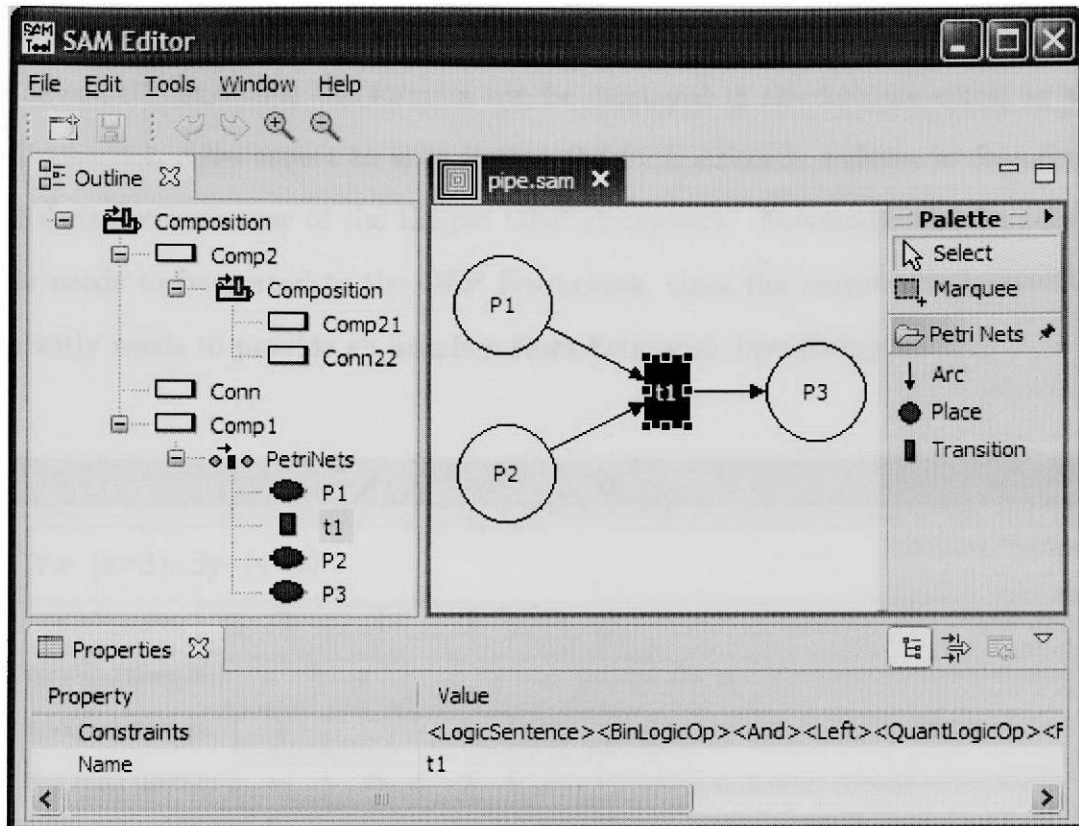 SAM Tool SAM Editor
File Edit Tools Window Help
Outline
Composition
Comp2
Composition
Comp21
Conn22
Conn
Comp1
PetriNets
P1
t1
P2
P3
pipe.sam
P1
P2
t1
P3
Palette
Select
Marquee
Petri Nets
Arc
Place
Transition
Properties
Property Value
Constraints <LogicSentence><BinLogicOp><And><Left><QuantLogicOp><F
Name t1